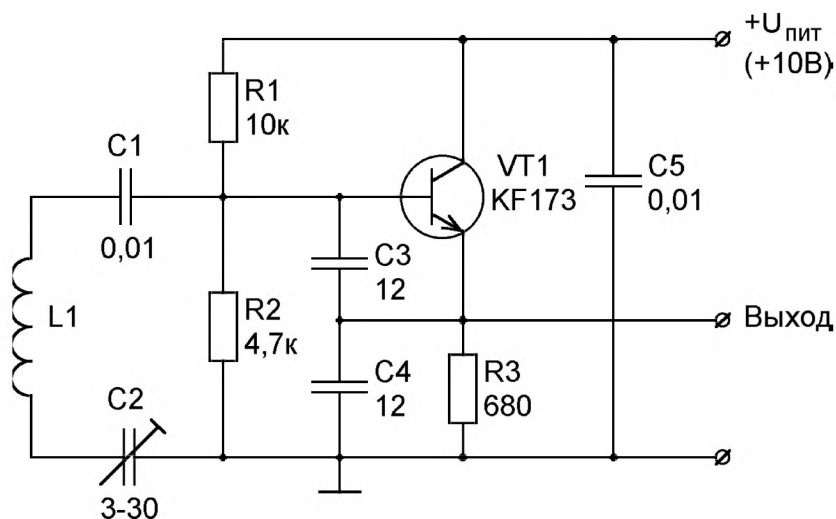 +Uпит
(+10В)
R1
10к
C1
0,01
VT1
KF173
C5
0,01
C3
12
L1
R2
4,7к
Выход
C4
12
R3
680
C2
3-30